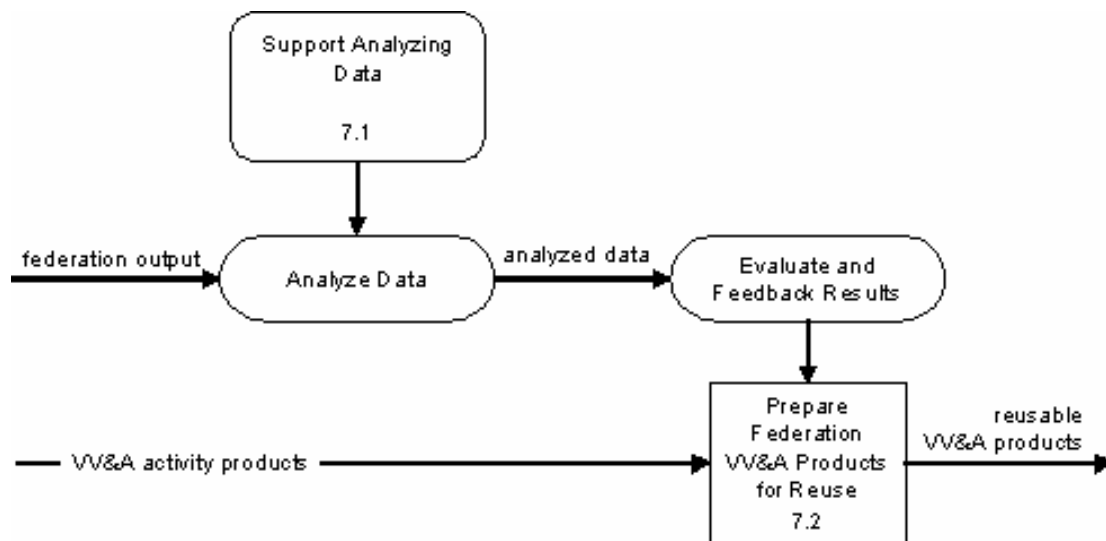 Support Analyzing
Data
7.1
federation output
Analyze Data
analyzed data
Evaluate and
Feedback Results
VV&A activity products
Prepare
Federation
VV&A Products
for Reuse
7.2
reusable
VV&A products